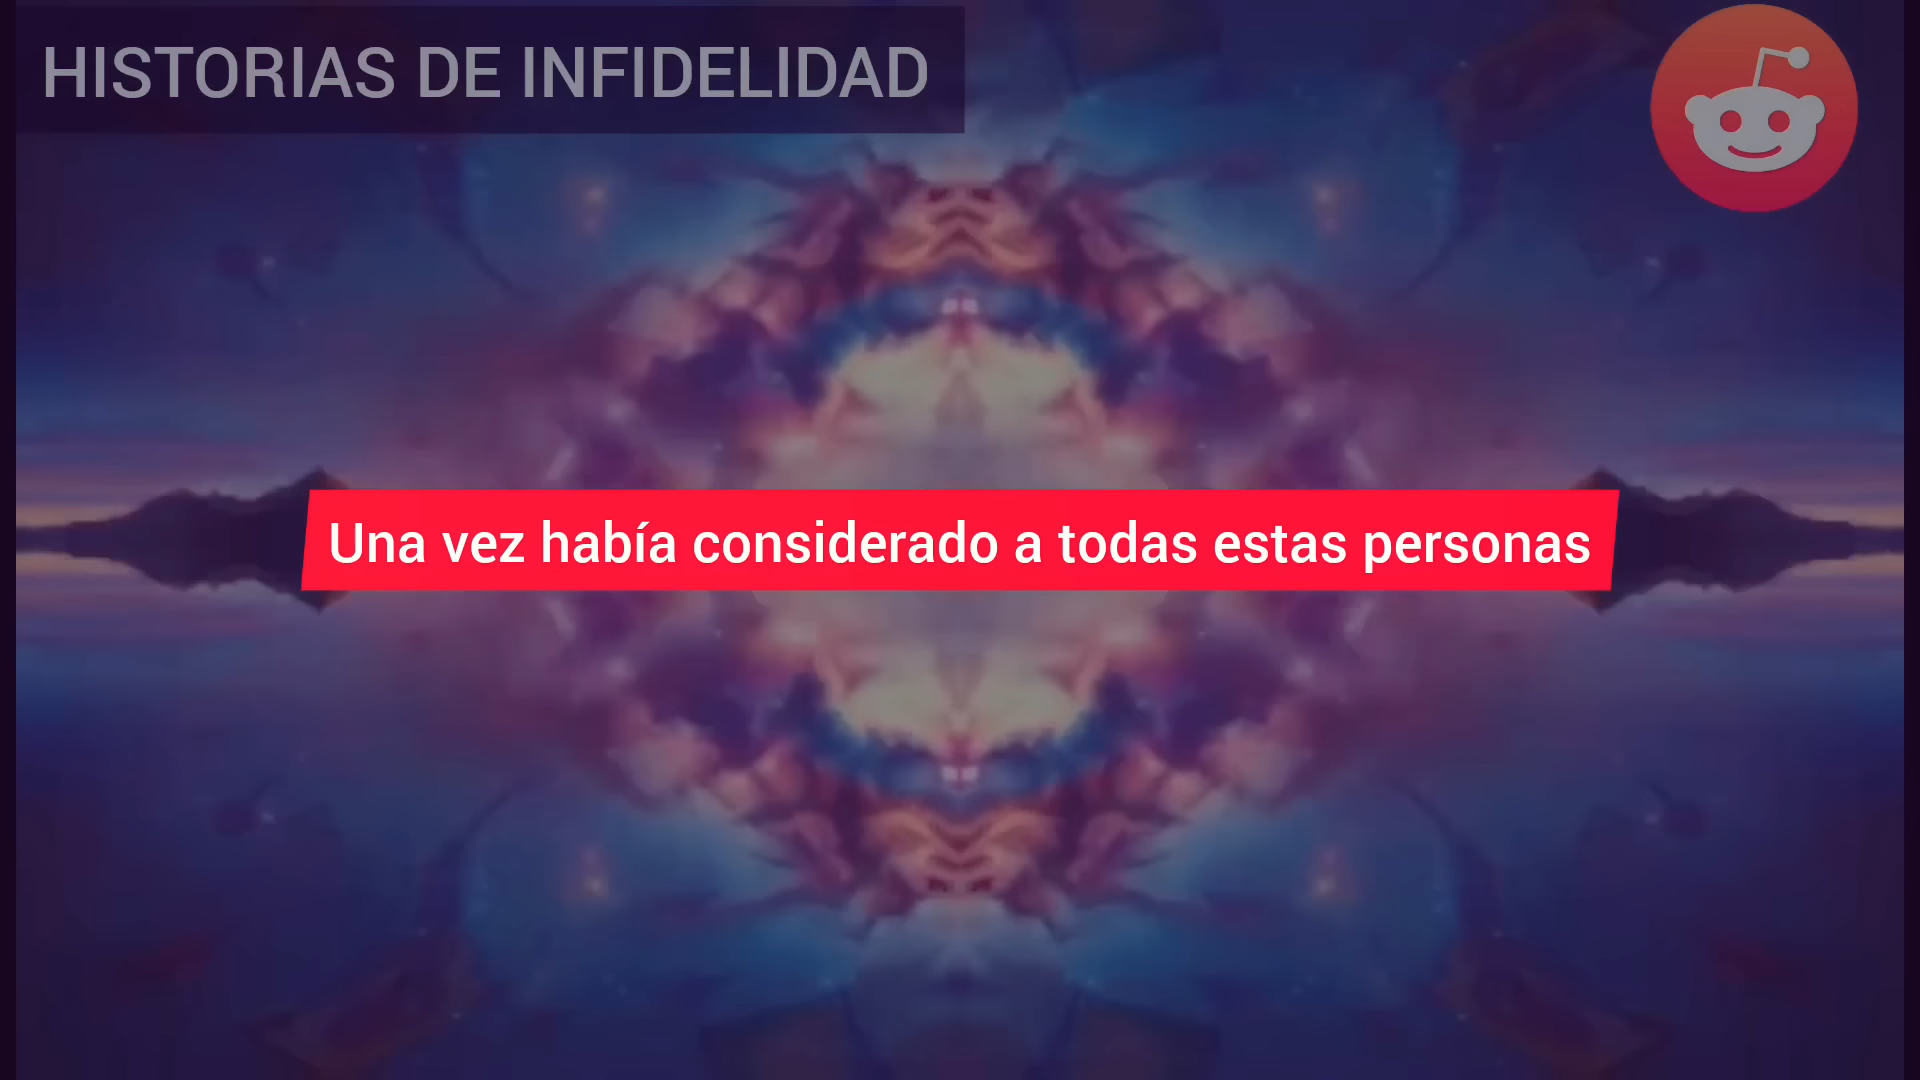 HISTORIAS DE INFIDELIDAD
Una vez había considerado a todas estas personas